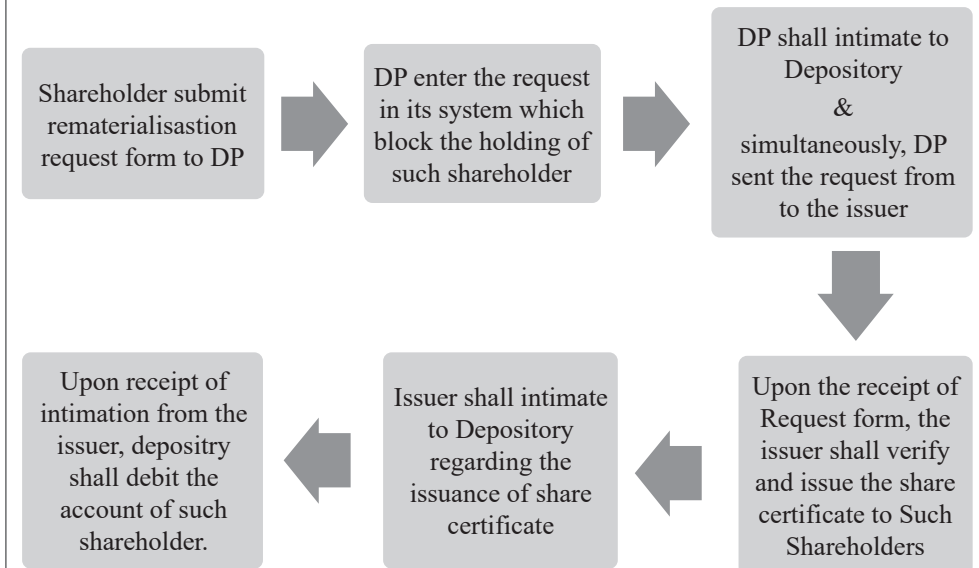 Shareholder submit
rematerialisastion
request form to DP
DP enter the request
in its system which
block the holding of
such shareholder
DP shall intimate to
Depository
&
simultaneously, DP
sent the request from
to the issuer
Upon the receipt of
Request form, the
issuer shall verify
and issue the share
certificate to Such
Shareholders
Issuer shall intimate
to Depository
regarding the
issuance of share
certificate
Upon receipt of
intimation from the
issuer, depositry
shall debit the
account of such
shareholder.